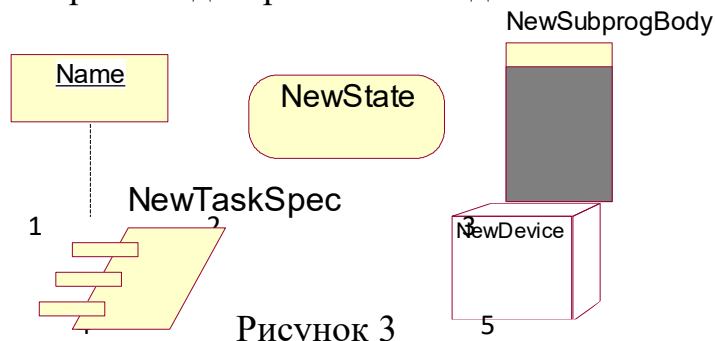 NewSubprogBody
Name
NewState
NewTaskSpec
1
2
3
NewDevice
Рисунок 3
5